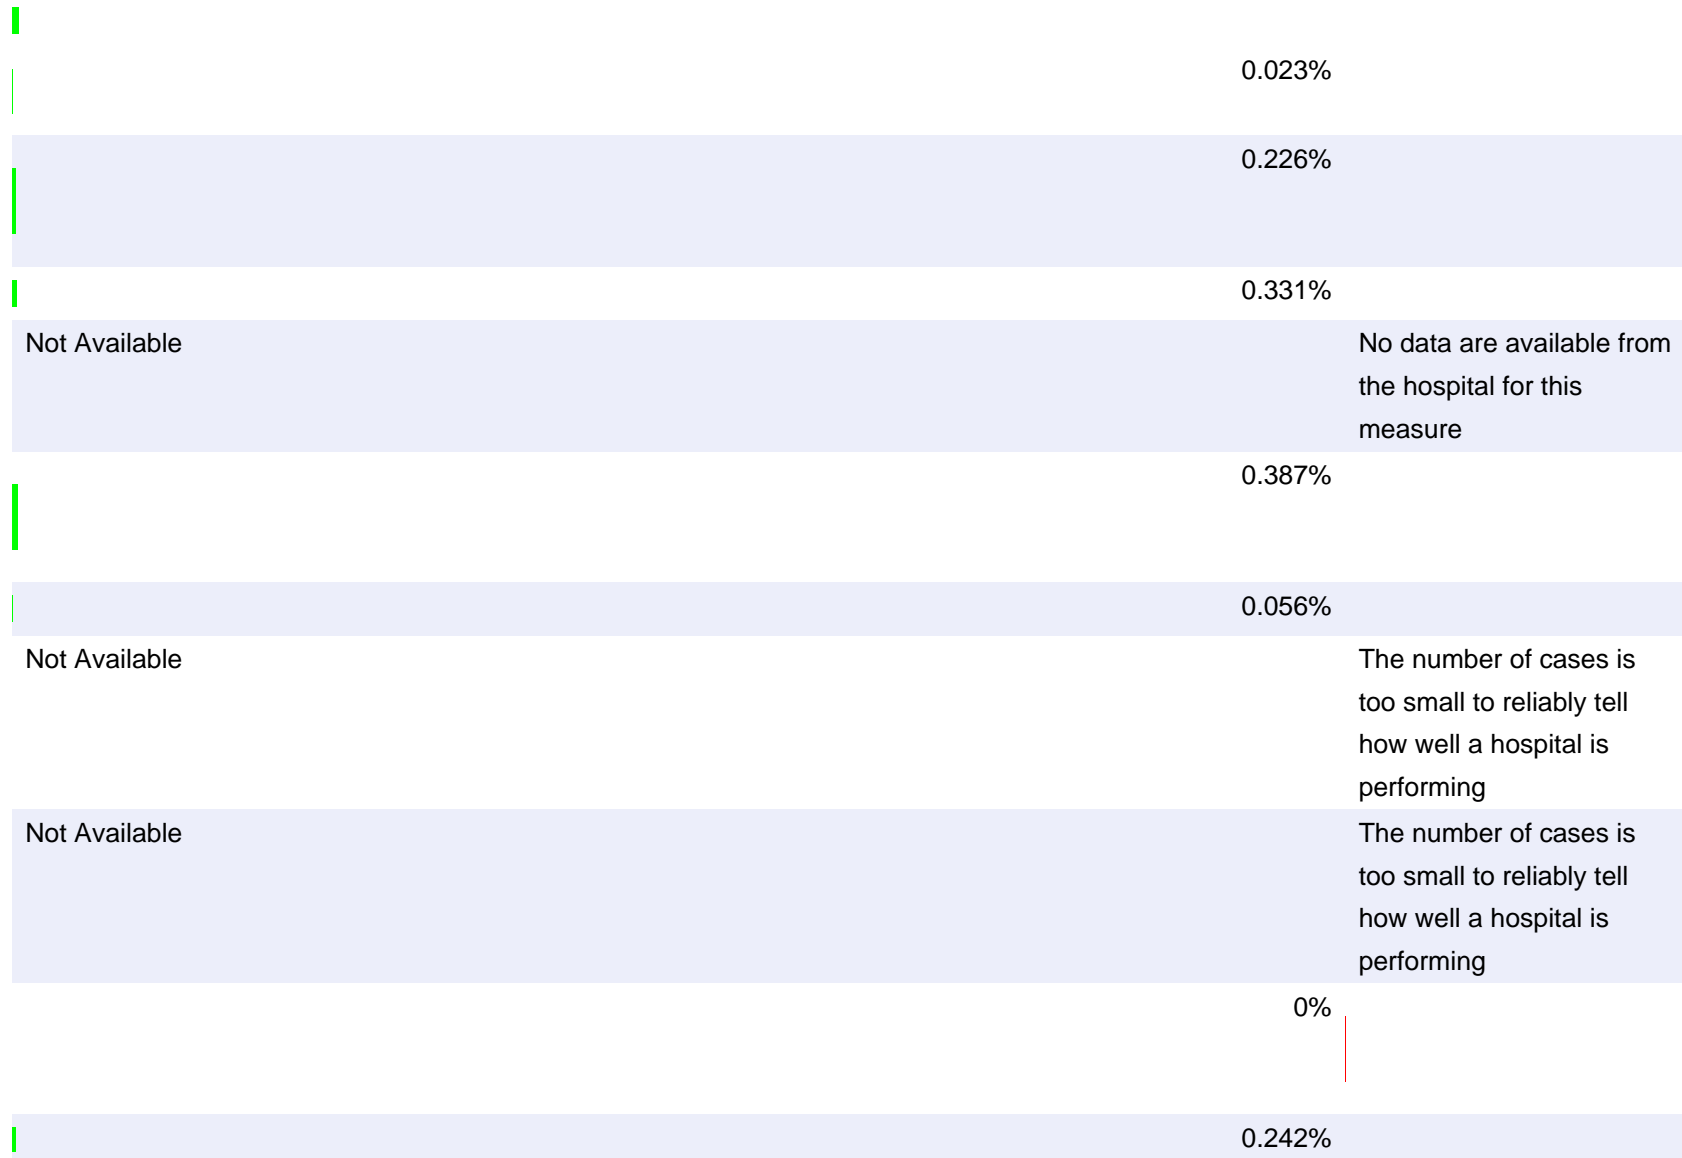 0.023%
0.226%
0.331%
Not Available
No data are available from
the hospital for this
measure
0.387%
0.056%
Not Available
The number of cases is
too small to reliably tell
how well a hospital is
performing
Not Available
The number of cases is
too small to reliably tell
how well a hospital is
performing
0%
0.242%